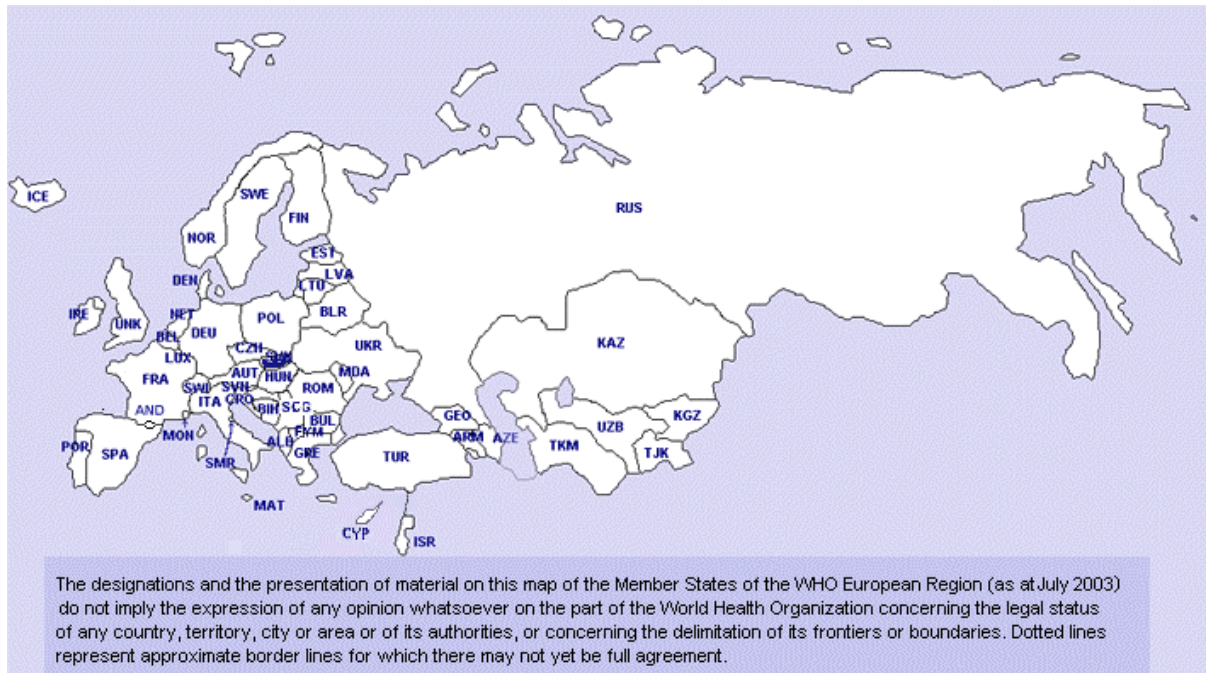 ICE
SWE
FIN
NOR
RUS
EST
LVA
LTU
DEN
IRE
UNK
NET
BEL
DEU
POL
BLR
LUX
CZH
UKR
KAZ
FRA
SWI
AUT
HUN
MDA
SVN
ROM
ITA
CRO
BIH
SCG
AND
BUL
GEO
KGZ
UZB
MON
ALB
FYM
ARM
AZE
TKM
TJK
POR
SPA
SMR
GRE
TUR
MAT
CYP
ISR
The designations and the presentation of material on this map of the Member States of the WHO European Region (as at July 2003)
do not imply the expression of any opinion whatsoever on the part of the World Health Organization concerning the legal status
of any country, territory, city or area or of its authorities, or concerning the delimitation of its frontiers or boundaries. Dotted lines
represent approximate border lines for which there may not yet be full agreement.